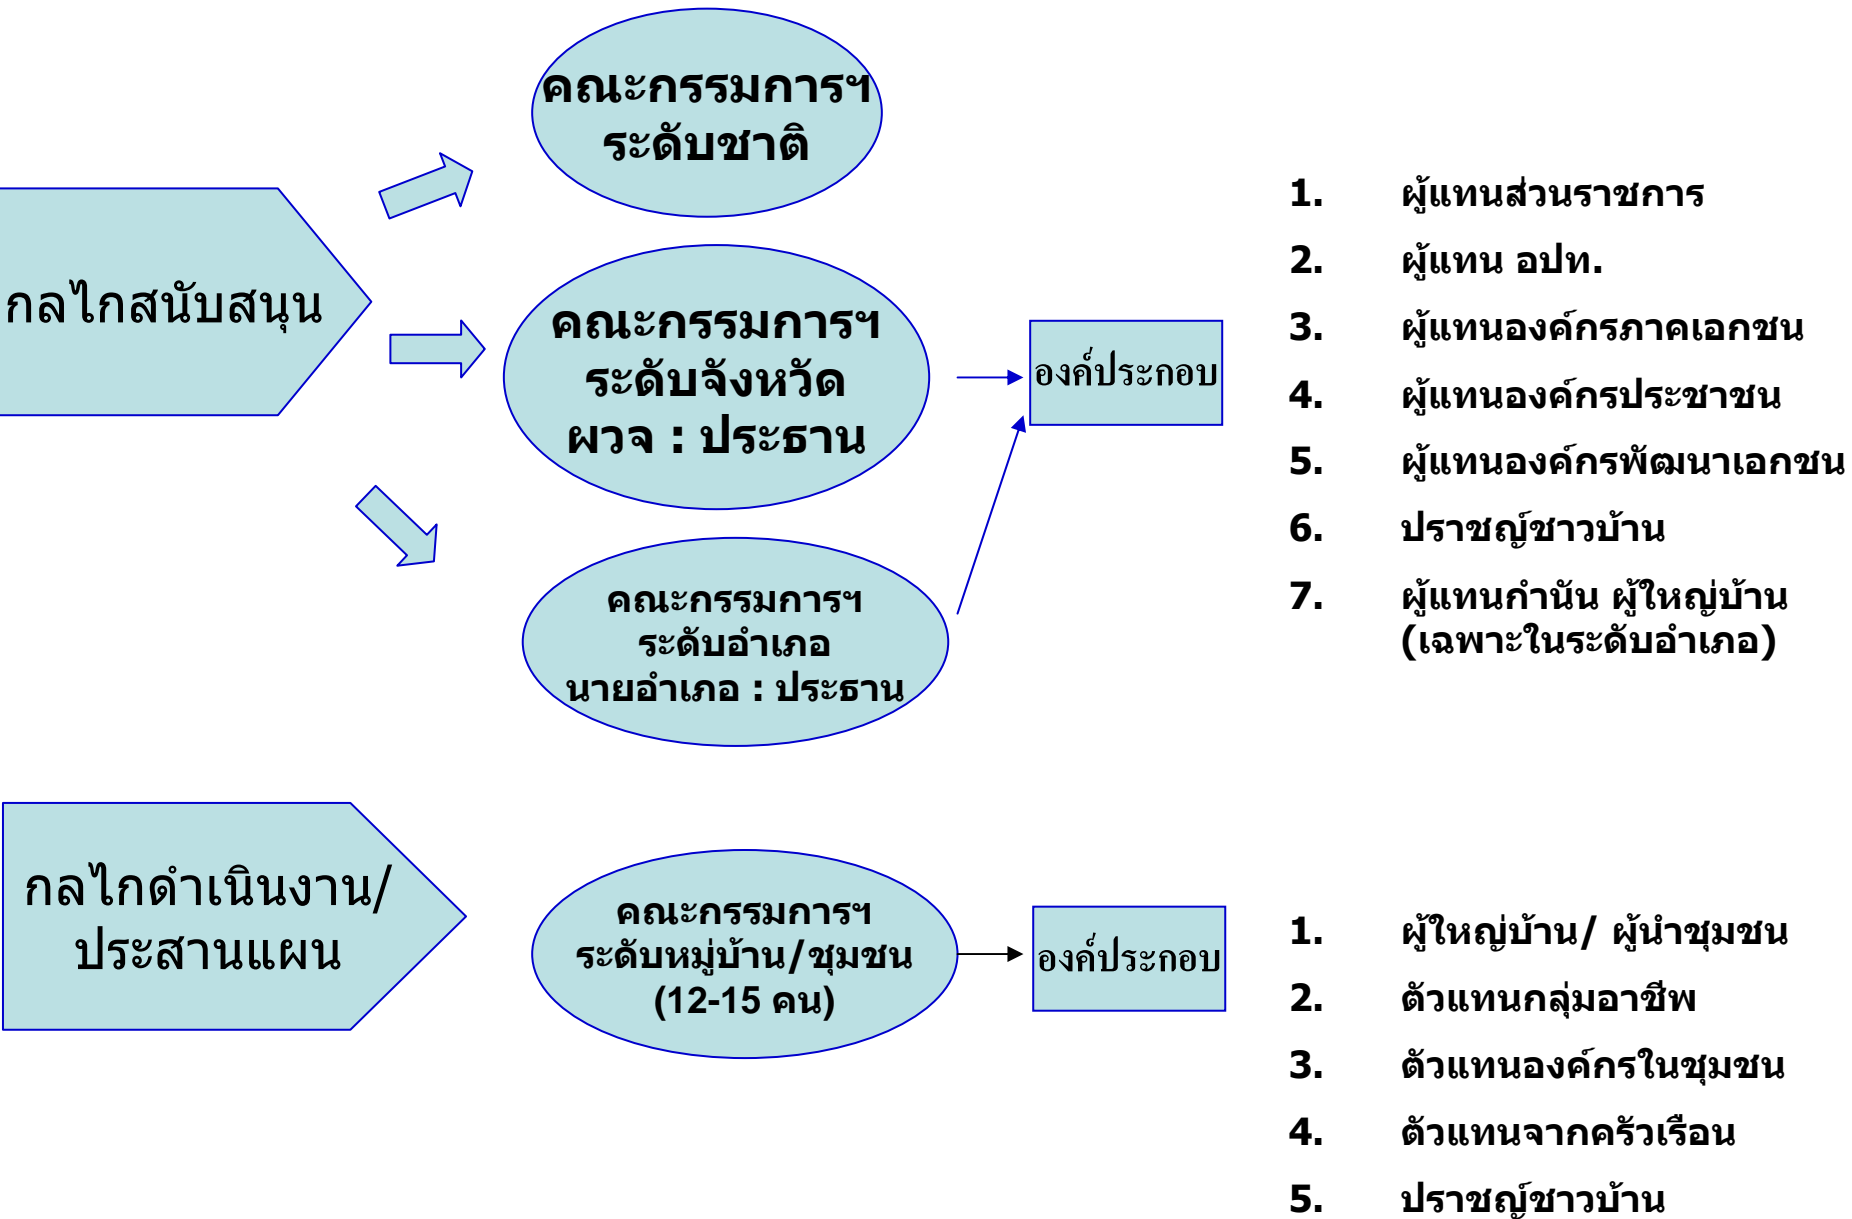 คณะกรรมการฯ
ระดับชาติ
กลไกสนับสนุน
คณะกรรมการฯ
ระดับจังหวัด
ผวจ : ประธาน
คณะกรรมการฯ
ระดับอำเภอ
นายอำเภอ : ประธาน
องค์ประกอบ
1. ผู้แทนส่วนราชการ
2. ผู้แทน อปท.
3. ผู้แทนองค์กรภาคเอกชน
4. ผู้แทนองค์กรประชาชน
5. ผู้แทนองค์กรพัฒนาเอกชน
6. ปราชญ์ชาวบ้าน
7. ผู้แทนกำนัน ผู้ใหญ่บ้าน
(เฉพาะในระดับอำเภอ)
กลไกดำเนินงาน/
ประสานแผน
คณะกรรมการฯ
ระดับหมู่บ้าน/ชุมชน
(12-15 คน)
องค์ประกอบ
1. ผู้ใหญ่บ้าน/ ผู้นำชุมชน
2. ตัวแทนกลุ่มอาชีพ
3. ตัวแทนองค์กรในชุมชน
4. ตัวแทนจากครัวเรือน
5. ปราชญ์ชาวบ้าน